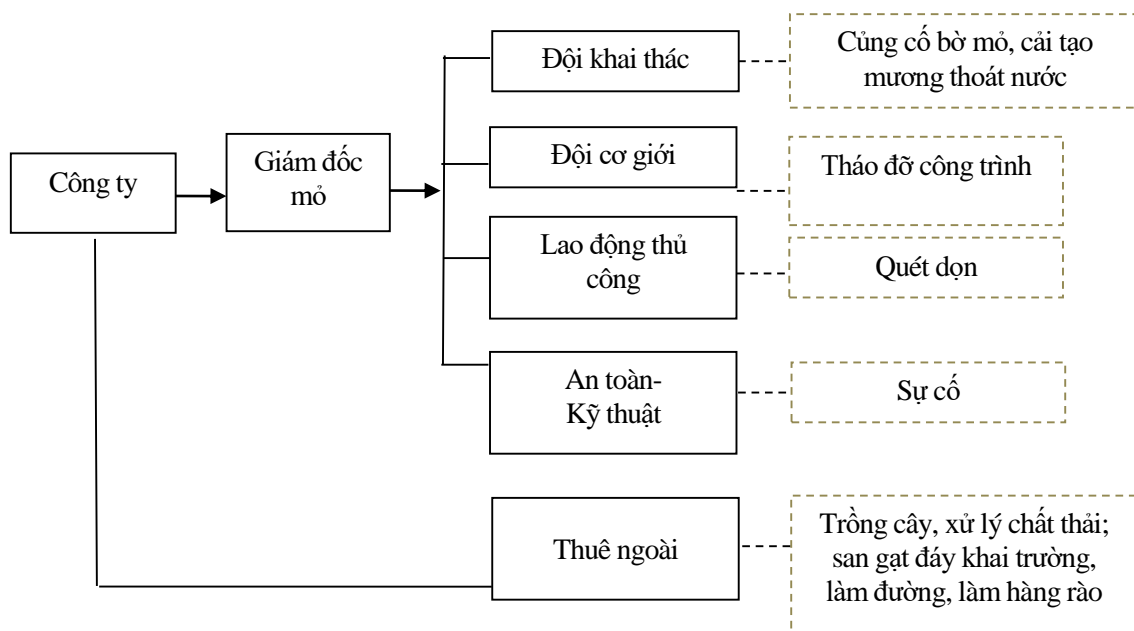 Công ty
Giám đốc
mỏ
Đội khai thác
Củng cố bờ mỏ, cải tạo
mương thoát nước
Đội cơ giới
Tháo đỡ công trình
Lao động thủ
công
Quét dọn
An toàn-
Kỹ thuật
Sự cố
Thuê ngoài
Trồng cây, xử lý chất thải;
san gạt đáy khai trường,
làm đường, làm hàng rào